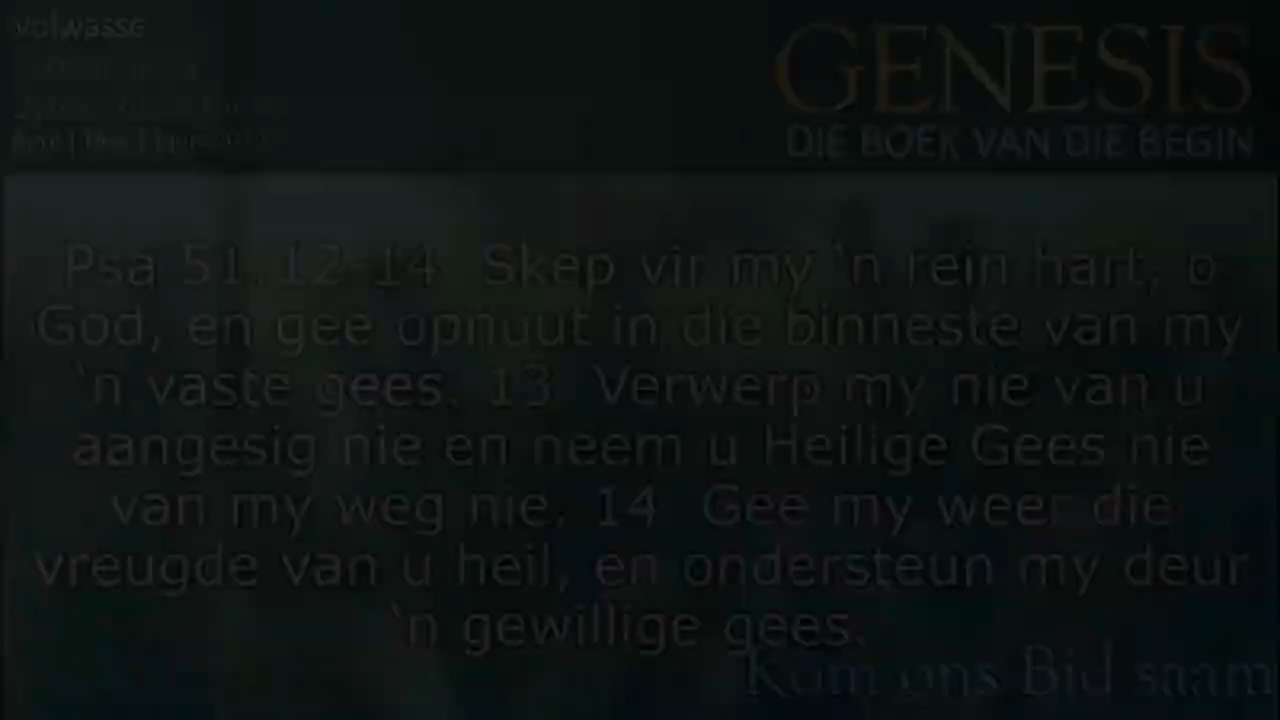 Volwasse
GENESIS
DIE BOEK VAN DIE BEGIN
Psa 51:12-14 Skep vir my 'n rein hart, o
God, en gee opnuut in die binneste van my
'n vaste gees. 13 Verwerp my nie van u
aangesig nie en neem u Heilige Gees nie
van my weg nie. 14 Gee my weer die
vreugde van u heil, en ondersteun my deur
'n gewillige gees.
Kom ons Bid saam